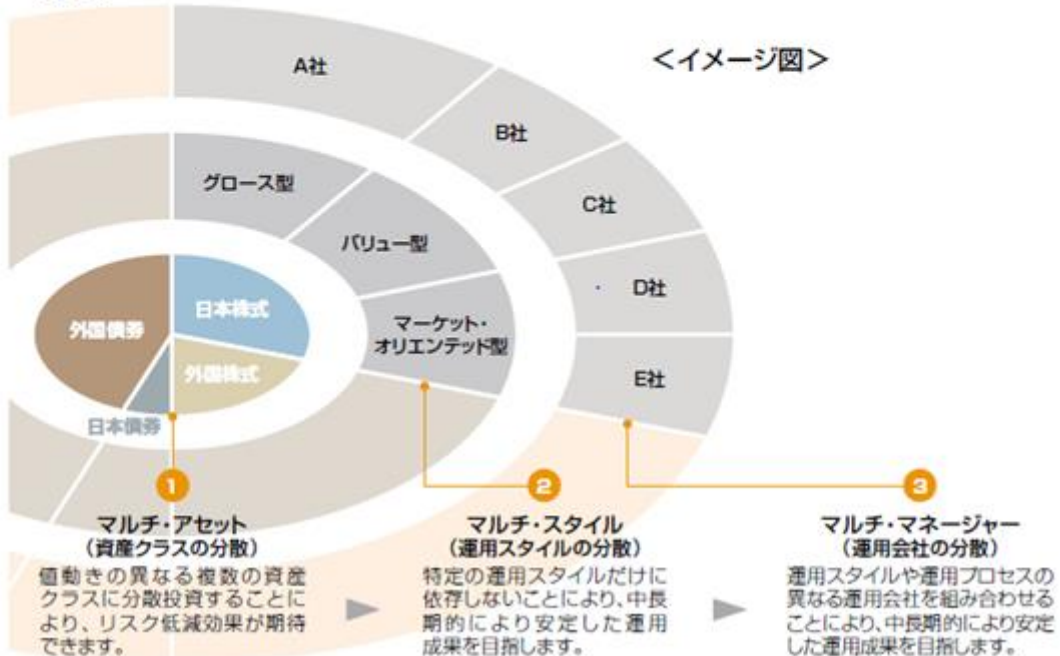 <イメージ図>
A社
B社
C社
D社
E社
グロース型
バリュー型
マーケット・
オリエンテッド型
外国債券
日本株式
外国株式
日本債券
1
マルチ・アセット
(資産クラスの分散)
値動きの異なる複数の資産
クラスに分散投資することに
より、リスク低減効果が期待
できます。
2
マルチ・スタイル
(運用スタイルの分散)
特定の運用スタイルだけに
依存しないことにより、中長
期的により安定した運用
成果を目指します。
3
マルチ・マネージャー
(運用会社の分散)
運用スタイルや運用プロセスの
異なる運用会社を組み合わせる
ことにより、中長期的により安定
した運用成果を目指します。